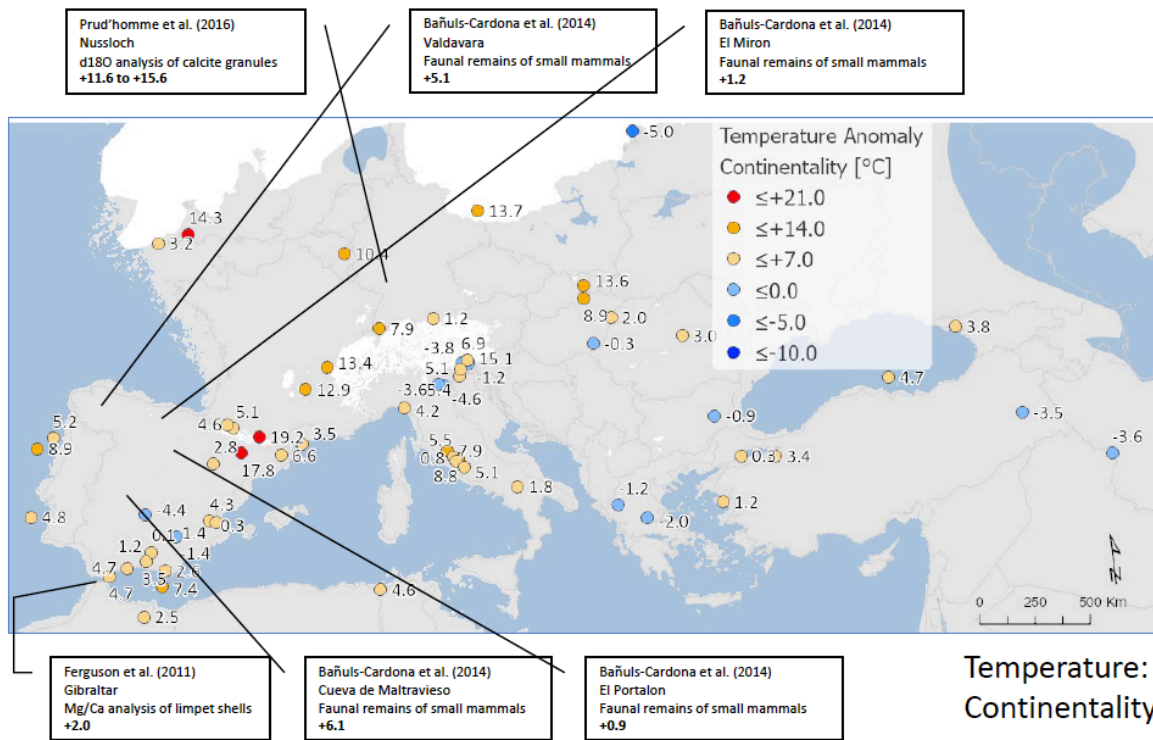 Prud'homme et al. (2016)
Nussloch
d18O analysis of calcite granules
+11.6 to +15.6
Bañuls-Cardona et al. (2014)
Valdavara
Faunal remains of small mammals
+5.1
Bañuls-Cardona et al. (2014)
El Miron
Faunal remains of small mammals
+1.2
-5.0
Temperature Anomaly
Continentality [°C]
≤+21.0
≤+14.0
≤+7.0
≤0.0
≤-5.0
≤-10.0
14.3
3.2
13.7
10.4
13.6
8.9
2.0
3.0
-0.3
7.9
1.2
3.8
4.7
-3.8
6.9
15.1
5.1
-1.2
13.4
12.9
-3.6
5.4
-4.6
4.2
5.2
8.9
4.6
5.1
19.2
3.5
2.8
17.8
6.6
5.5
7.9
0.8
8.8
5.1
1.8
-0.9
0.3
3.4
-3.5
-3.6
-1.2
-2.0
1.2
4.8
-4.4
4.3
0.3
0.1
1.4
1.2
-1.4
4.7
3.5
2.6
4.7
7.4
2.5
4.6
N
0 250 500 Km
Ferguson et al. (2011)
Gibraltar
Mg/Ca analysis of limpet shells
+2.0
Bañuls-Cardona et al. (2014)
Cueva de Maltravieso
Faunal remains of small mammals
+6.1
Bañuls-Cardona et al. (2014)
El Portalon
Faunal remains of small mammals
+0.9
Temperature:
Continentality